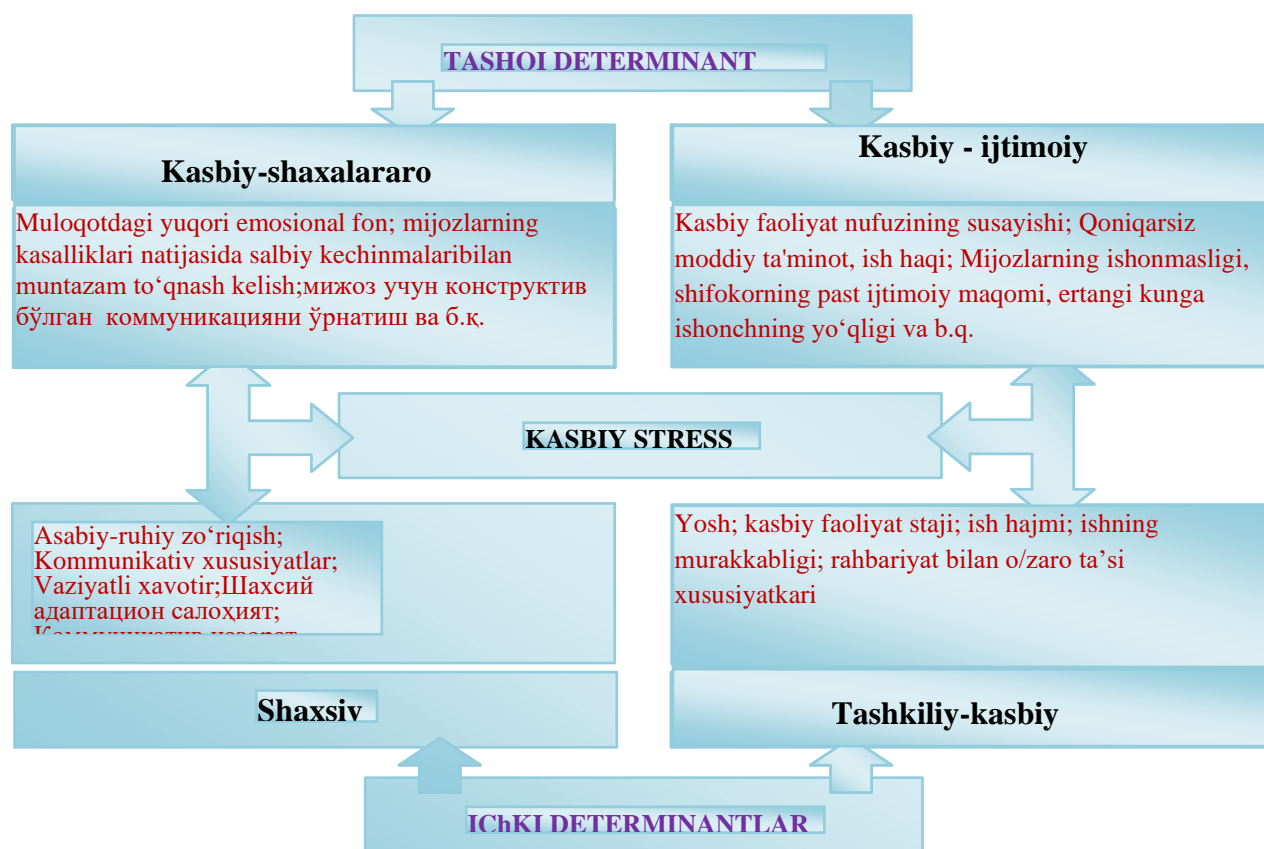 TASHOI DETERMINANT
Kasbiy-shaxalararo
Muloqotdagi yuqori emosional fon; mijozlarning
kasalliklari natijasida salbiy kechinmalaribilan
muntazam to‘qnash kelish;мижоз учун конструктив
бўлган коммуникацияни ўрнатиш ва б.қ.
Kasbiy - ijtimoiy
Kasbiy faoliyat nufuzining susayishi; Qoniqarsiz
moddiy ta'minot, ish haqi; Mijozlarning ishonmasligi,
shifokorning past ijtimoiy maqomi, ertangi kunga
ishonchning yo‘qligi va b.q.
KASBIY STRESS
Asabiy-ruhiy zo‘riqish;
Kommunikativ xususiyatlar;
Vaziyatli xavotir;Шахсий
адаптацион салоҳият;
Yosh; kasbiy faoliyat staji; ish hajmi; ishning
murakkabligi; rahbariyat bilan o/zaro ta’si
xususiyatkari
Shaxsiy
Tashkiliy-kasbiy
IChKI DETERMINANTLAR